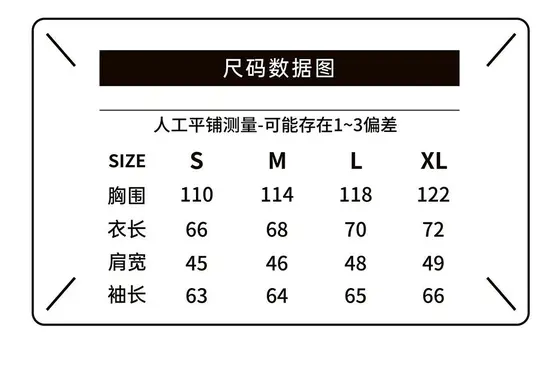 尺码数据图
人工平铺测量-可能存在1~3偏差
SIZE S M L XL
胸围 110 114 118 122
衣长 66 68 70 72
肩宽 45 46 48 49
袖长 63 64 65 66